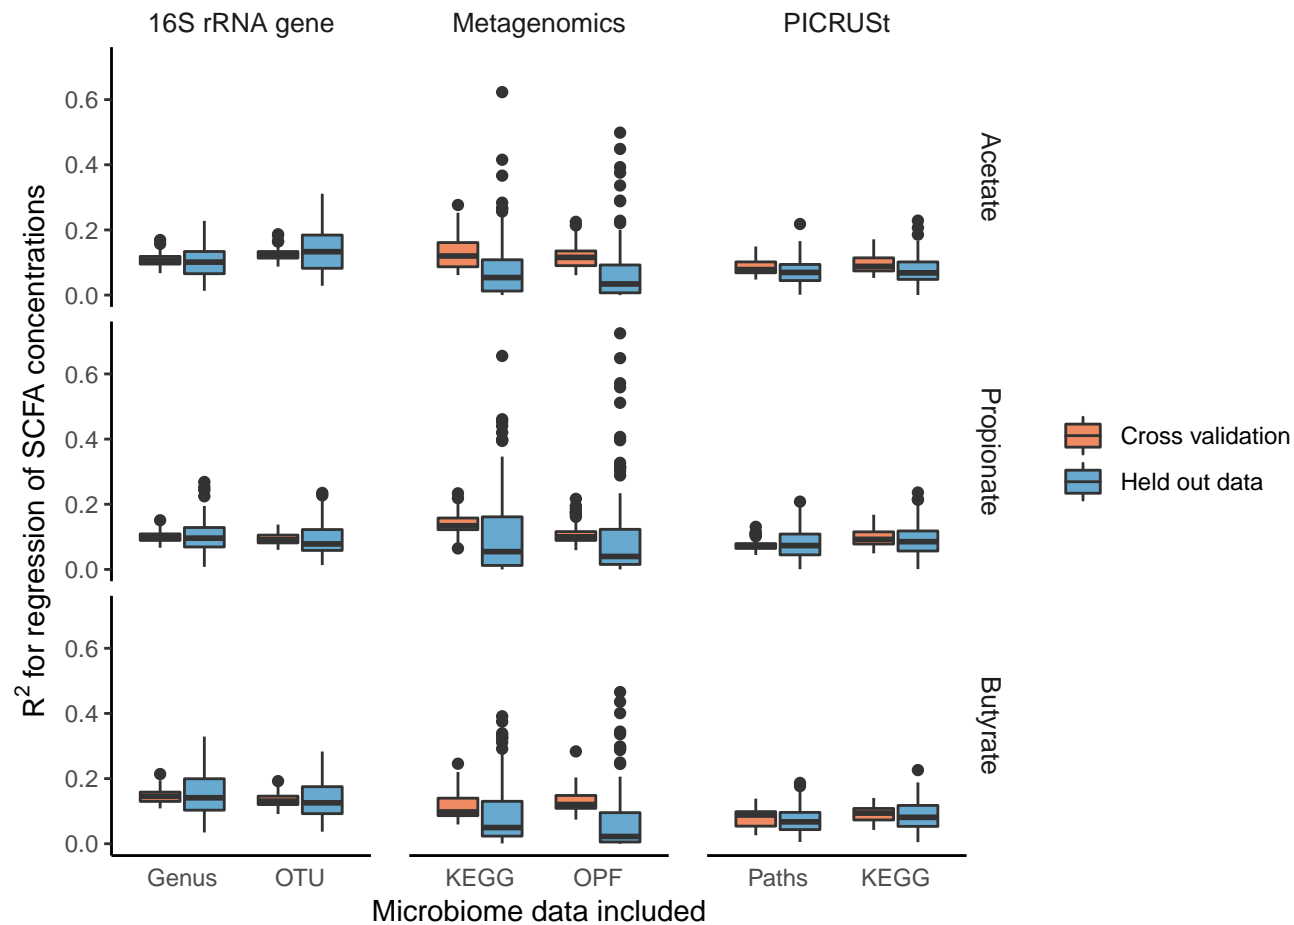 16S rRNA gene
Metagenomics
PICRUSt
R² for regression of SCFA concentrations
0.6
0.4
0.2
0.0
Acetate
0.6
0.4
0.2
0.0
Propionate
0.6
0.4
0.2
0.0
Butyrate
Genus
OTU
KEGG
OPF
Paths
KEGG
Microbiome data included
Cross validation
Held out data